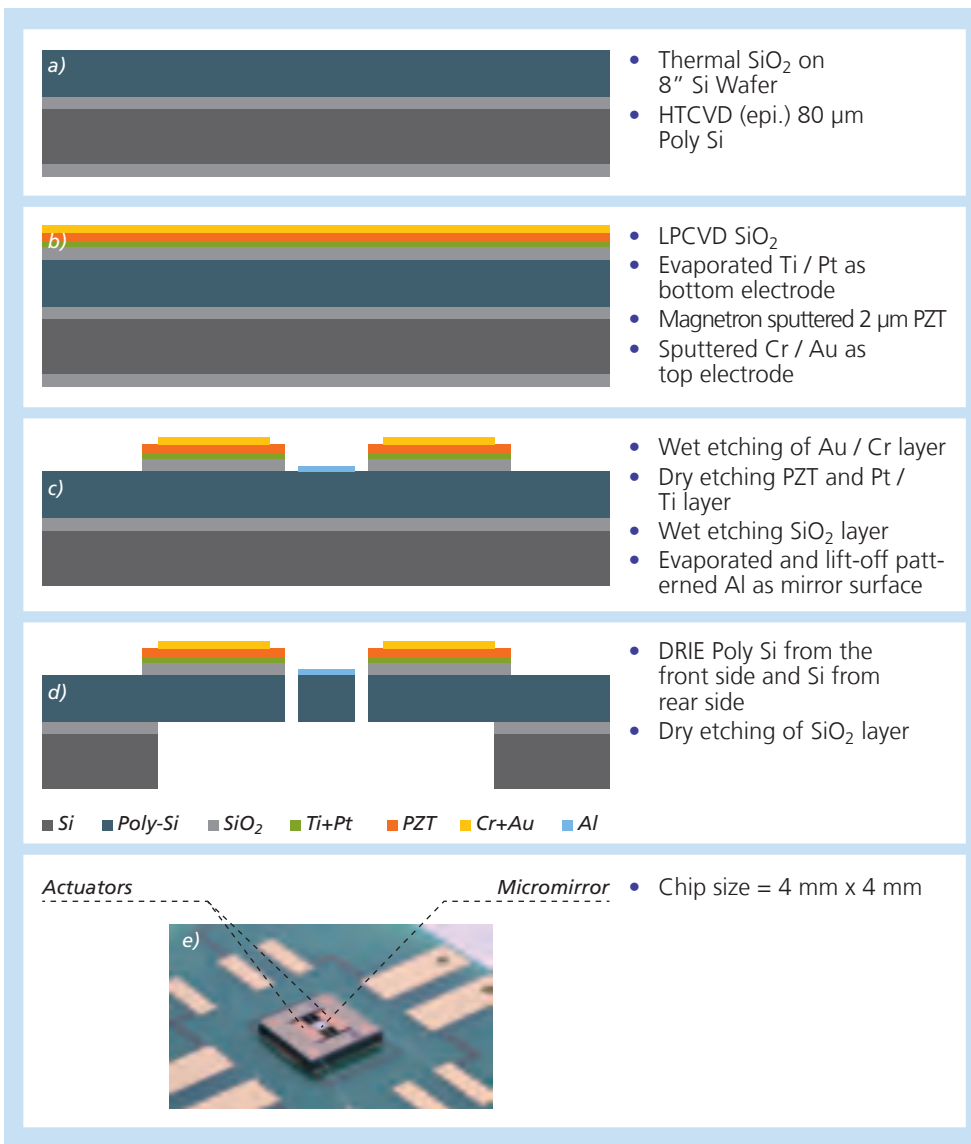 a)
• Thermal SiO₂ on
8” Si Wafer
• HTCVD (epi.) 80 µm
Poly Si
b)
• LPCVD SiO₂
• Evaporated Ti / Pt as
bottom electrode
• Magnetron sputtered 2 µm PZT
• Sputtered Cr / Au as
top electrode
c)
• Wet etching of Au / Cr layer
• Dry etching PZT and Pt /
Ti layer
• Wet etching SiO₂ layer
• Evaporated and lift-off patt-
erned Al as mirror surface
d)
• DRIE Poly Si from the
front side and Si from
rear side
• Dry etching of SiO₂ layer
Si Poly-Si SiO₂ Ti+Pt PZT Cr+Au Al
Actuators Micromirror
• Chip size = 4 mm x 4 mm
e)